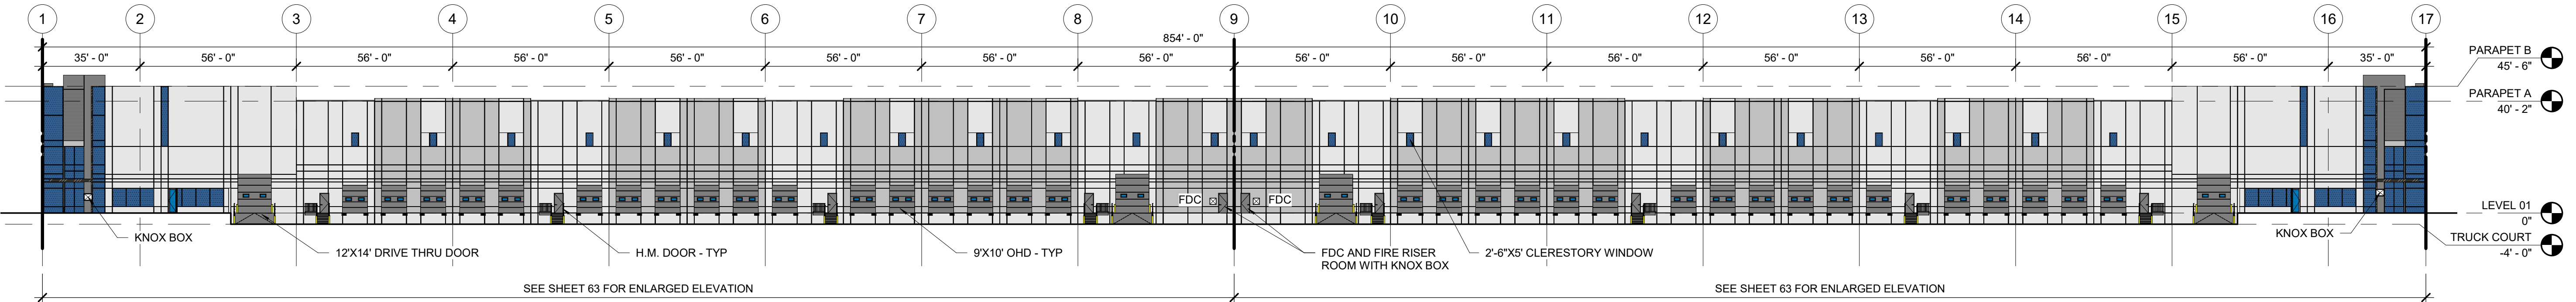 1 2 3 4 5 6 7 8 9 10 11 12 13 14 15 16 17
854' - 0"
35' - 0" 56' - 0" 56' - 0" 56' - 0" 56' - 0" 56' - 0" 56' - 0" 56' - 0" 56' - 0" 56' - 0" 56' - 0" 56' - 0" 56' - 0" 56' - 0" 56' - 0" 35' - 0"
PARAPET B
45' - 6"
PARAPET A
40' - 2"
FDC FDC
LEVEL 01
0"
TRUCK COURT
-4' - 0"
KNOX BOX
12'X14' DRIVE THRU DOOR
H.M. DOOR - TYP
9'X10' OHD - TYP
FDC AND FIRE RISER
ROOM WITH KNOX BOX
2'-6"X5' CLERESTORY WINDOW
KNOX BOX
SEE SHEET 63 FOR ENLARGED ELEVATION
SEE SHEET 63 FOR ENLARGED ELEVATION